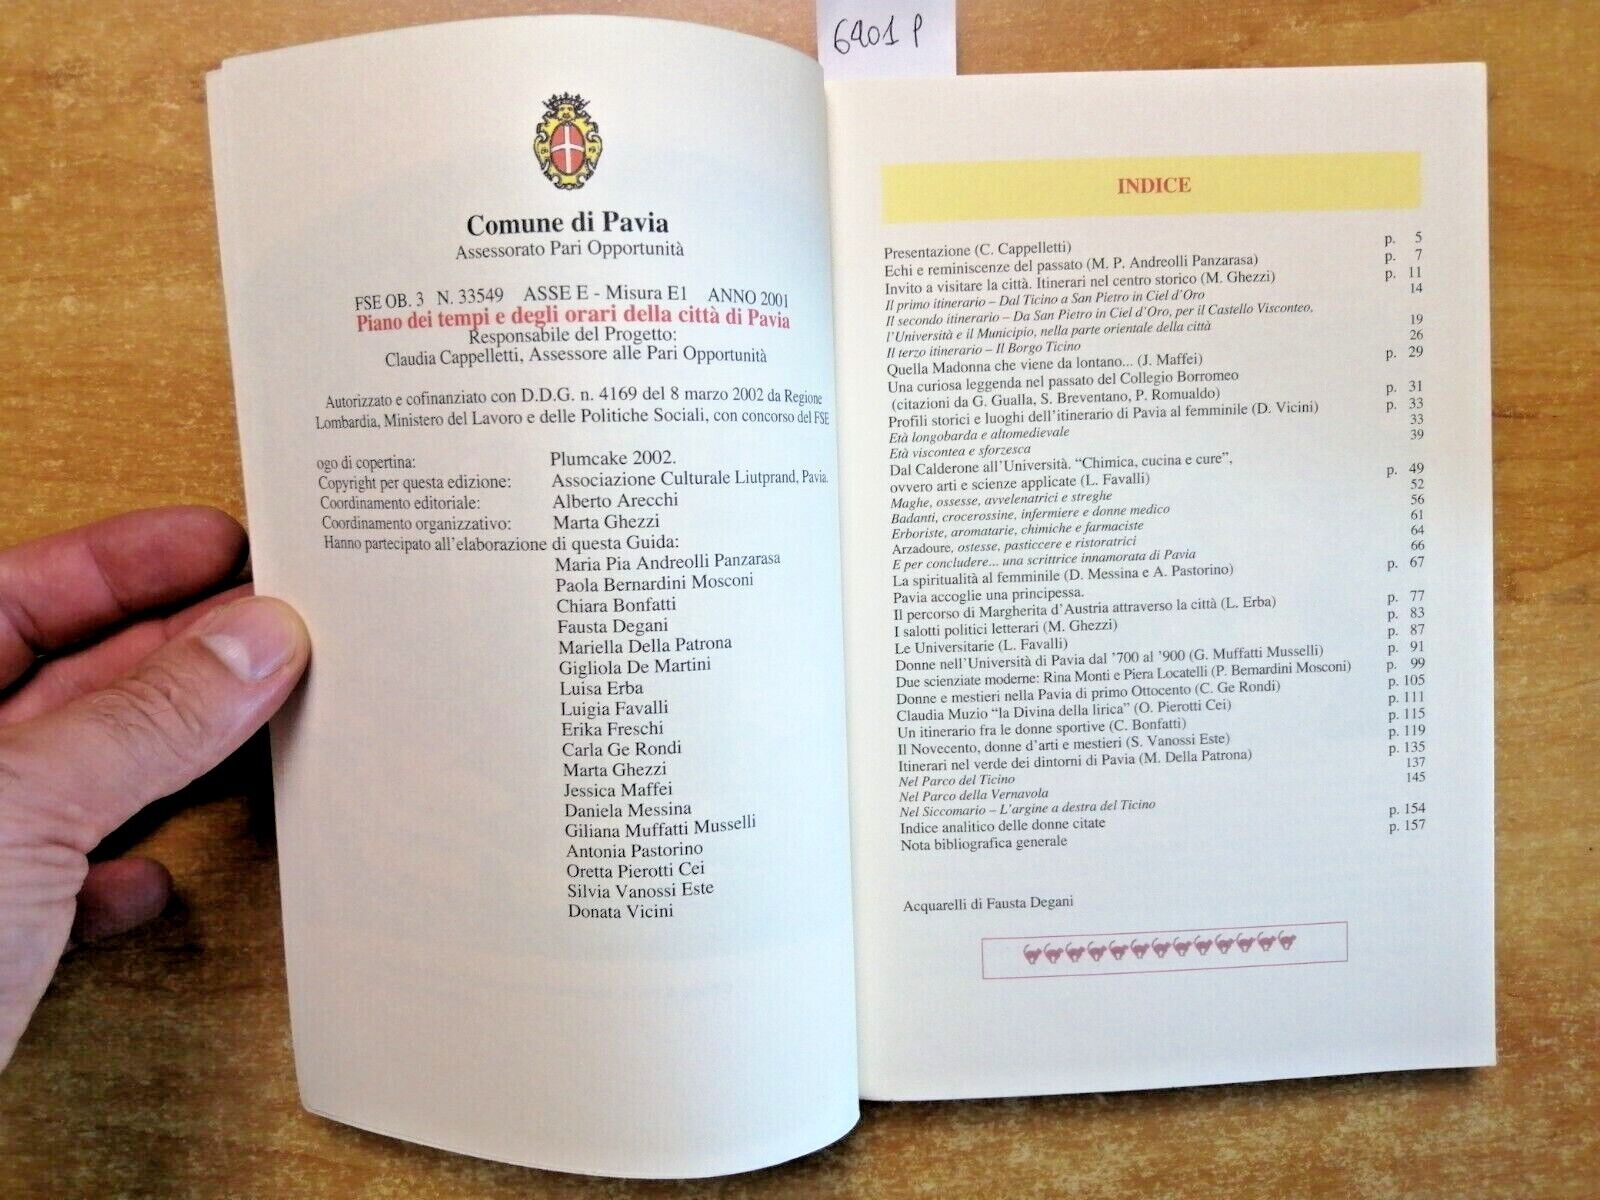 6401 P
Comune di Pavia
Assessorato Pari Opportunità
FSE OB. 3 N. 33549 ASSE E - Misura E1 ANNO 2001
Piano dei tempi e degli orari della città di Pavia
Responsabile del Progetto:
Claudia Cappelletti, Assessore alle Pari Opportunità
Autorizzato e cofinanziato con D.D.G. n. 4169 del 8 marzo 2002 da Regione
Lombardia, Ministero del Lavoro e delle Politiche Sociali, con concorso del FSE
ogo di copertina: Plumcake 2002.
Copyright per questa edizione: Associazione Culturale Liutprand, Pavia.
Coordinamento editoriale: Alberto Arecchi
Coordinamento organizzativo: Marta Ghezzi
Hanno partecipato all'elaborazione di questa Guida:
Maria Pia Andreolli Panzarasa
Paola Bernardini Mosconi
Chiara Bonfatti
Fausta Degani
Mariella Della Patrona
Gigliola De Martini
Luisa Erba
Luigia Favalli
Erika Freschi
Carla Ge Rondi
Marta Ghezzi
Jessica Maffei
Daniela Messina
Giliana Muffatti Musselli
Antonia Pastorino
Oretta Pierotti Cei
Silvia Vanossi Este
Donata Vicini
INDICE
Presentazione (C. Cappelletti) p. 5
Echi e reminiscenze del passato (M. P. Andreolli Panzarasa) p. 7
Invito a visitare la città. Itinerari nel centro storico (M. Ghezzi) p. 11
Il primo itinerario – Dal Ticino a San Pietro in Ciel d'Oro 14
Il secondo itinerario – Da San Pietro in Ciel d'Oro, per il Castello Visconteo,
l'Università e il Municipio, nella parte orientale della città 19
Il terzo itinerario – Il Borgo Ticino 26
Quella Madonna che viene da lontano... (J. Maffei) p. 29
Una curiosa leggenda nel passato del Collegio Borromeo
(citazioni da G. Gualla, S. Breventano, P. Romualdo) p. 31
Profili storici e luoghi dell'itinerario di Pavia al femminile (D. Vicini) p. 33
Età longobarda e altomedievale 33
Età viscontea e sforzesca 39
Dal Calderone all'Università. "Chimica, cucina e cure",
ovvero arti e scienze applicate (L. Favalli) p. 49
Maghe, ossesse, avvelenatrici e streghe 52
Badanti, crocerossine, infermiere e donne medico 56
Erboriste, aromatarie, chimiche e farmaciste 61
Arzadoure, ostesse, pasticcere e ristoratrici 64
E per concludere... una scrittrice innamorata di Pavia 66
La spiritualità al femminile (D. Messina e A. Pastorino) p. 67
Pavia accoglie una principessa.
Il percorso di Margherita d'Austria attraverso la città (L. Erba) p. 77
I salotti politici letterari (M. Ghezzi) p. 83
Le Universitarie (L. Favalli) p. 87
Donne nell'Università di Pavia dal '700 al '900 (G. Muffatti Musselli) p. 91
Due scienziate moderne: Rina Monti e Piera Locatelli (P. Bernardini Mosconi) p. 99
Donne e mestieri nella Pavia di primo Ottocento (C. Ge Rondi) p. 105
Claudia Muzio "la Divina della lirica" (O. Pierotti Cei) p. 111
Un itinerario fra le donne sportive (C. Bonfatti) p. 115
Il Novecento, donne d'arti e mestieri (S. Vanossi Este) p. 119
Itinerari nel verde dei dintorni di Pavia (M. Della Patrona) p. 135
Nel Parco del Ticino 137
Nel Parco della Vernavola 145
Nel Siccomario – L'argine a destra del Ticino
Indice analitico delle donne citate p. 154
Nota bibliografica generale p. 157
Acquarelli di Fausta Degani